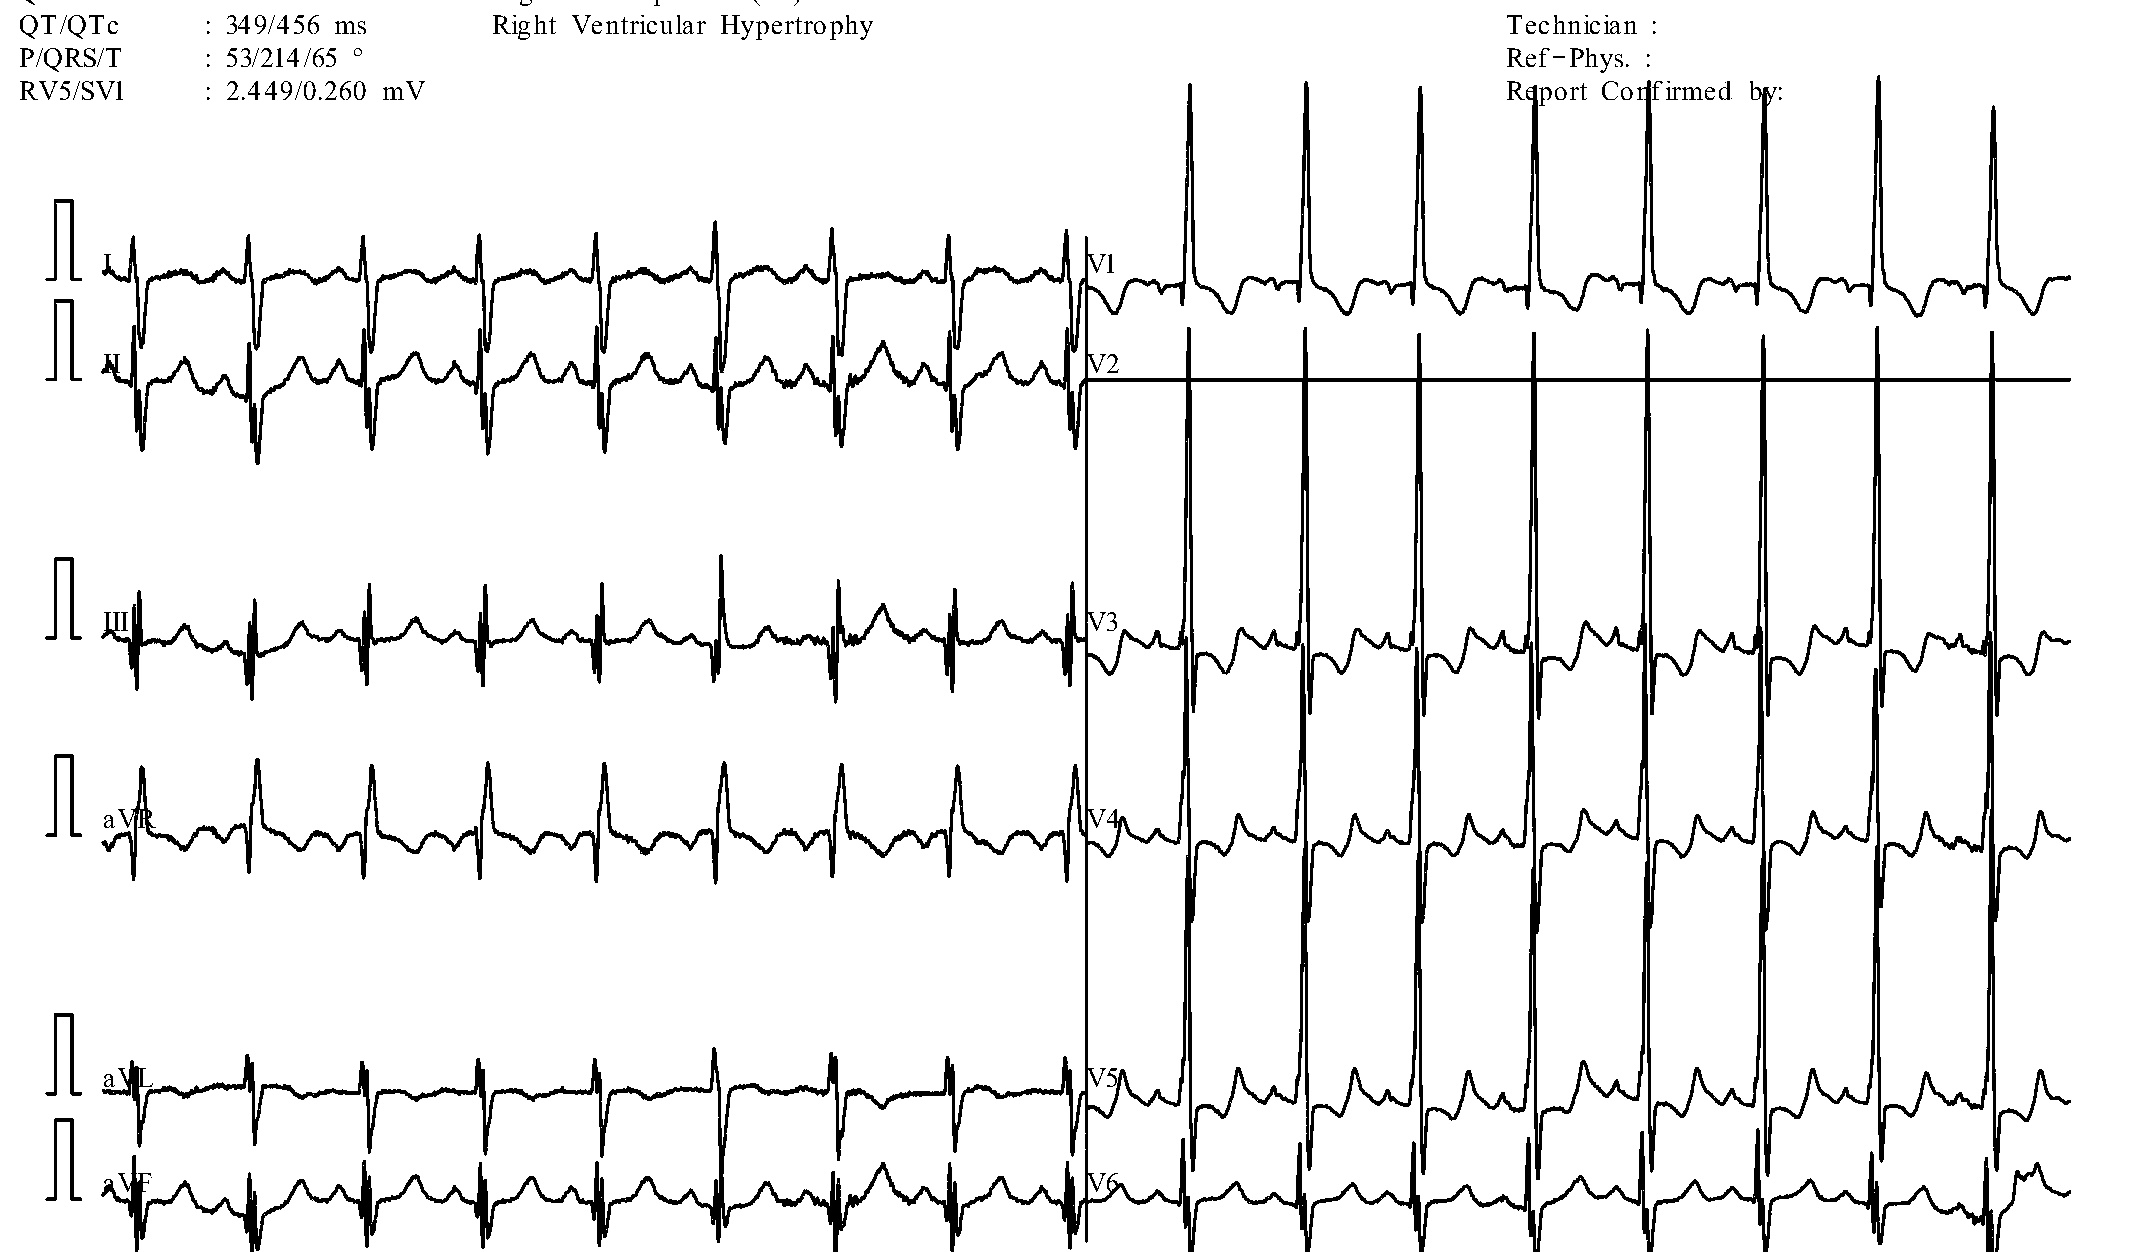 QT/QTc : 349/456 ms Right Ventricular Hypertrophy Technician :
P/QRS/T : 53/214/65 ° Ref-Phys. :
RV5/SV1 : 2.449/0.260 mV Report Confirmed by:
I V1
II V2
III V3
aVR V4
aVL V5
aVF V6